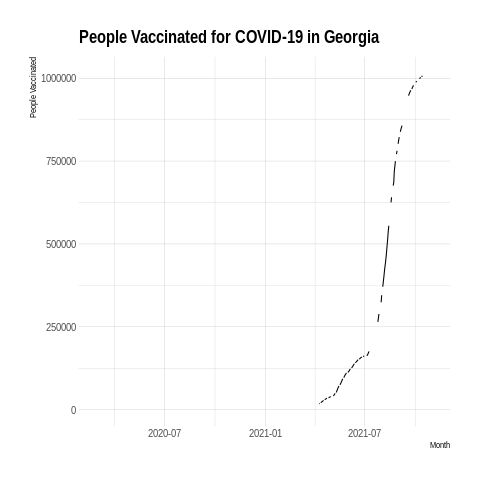 People Vaccinated for COVID-19 in Georgia
People Vaccinated
1000000
750000
500000
250000
0
2020-07
2021-01
2021-07
Month